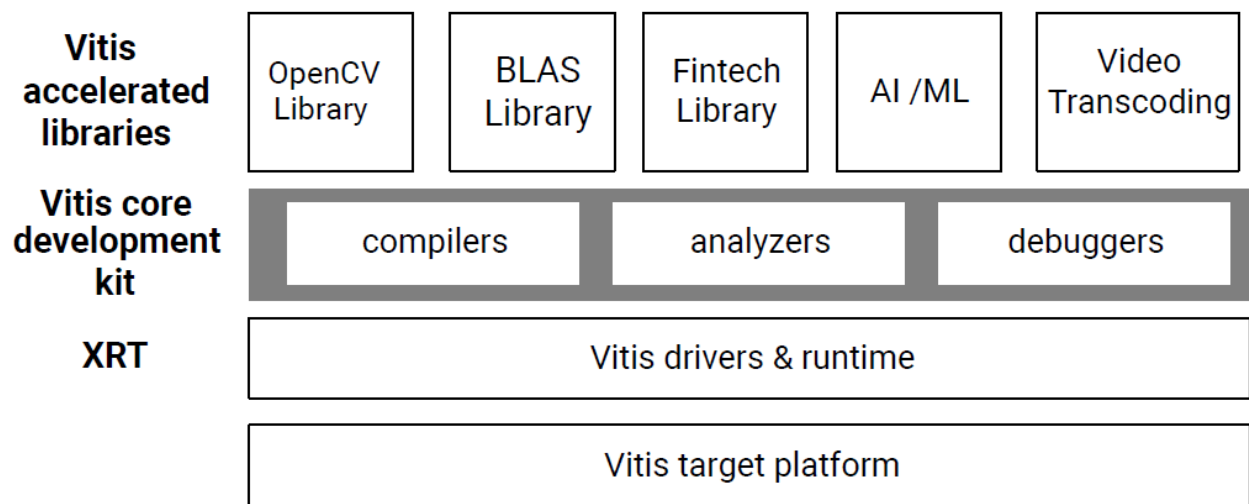 Vitis
accelerated
libraries
OpenCV
Library
BLAS
Library
Fintech
Library
AI /ML
Video
Transcoding
Vitis core
development
kit
compilers
analyzers
debuggers
XRT
Vitis drivers & runtime
Vitis target platform